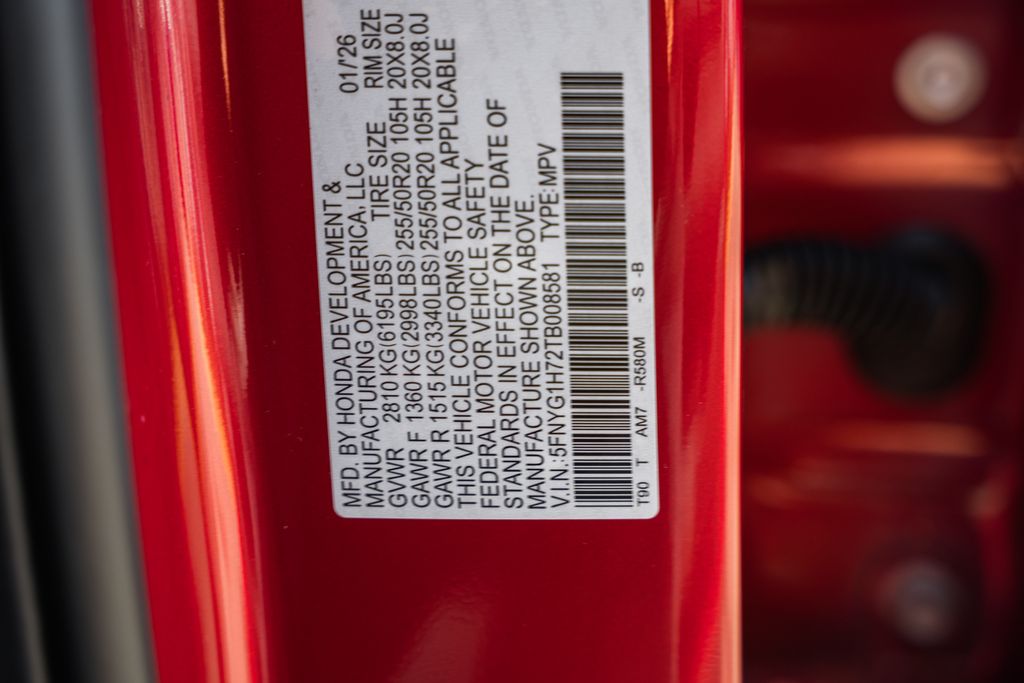 MFD. BY HONDA DEVELOPMENT &
MANUFACTURING OF AMERICA, LLC 01/'26
GVWR 2810 KG(6195LBS) TIRE SIZE RIM SIZE
GAWR F 1360 KG(2998LBS) 255/50R20 105H 20X8.0J
GAWR R 1515 KG(3340LBS) 255/50R20 105H 20X8.0J
THIS VEHICLE CONFORMS TO ALL APPLICABLE
FEDERAL MOTOR VEHICLE SAFETY
STANDARDS IN EFFECT ON THE DATE OF
MANUFACTURE SHOWN ABOVE.
V.I.N.:5FNYG1H72TB008581 TYPE:MPV
T90 T AM7 -R580M -S -B